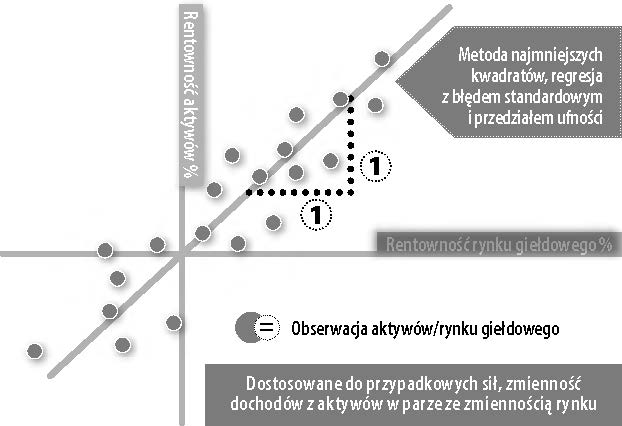 Rentowność aktywów %
Metoda najmniejszych
kwadratów, regresja
z błędem standardowym
i przedziałem ufności
1
1
Rentowność rynku giełdowego %
= Obserwacja aktywów/rynku giełdowego
Dostosowane do przypadkowych sił, zmienność
dochodów z aktywów w parze ze zmiennością rynku